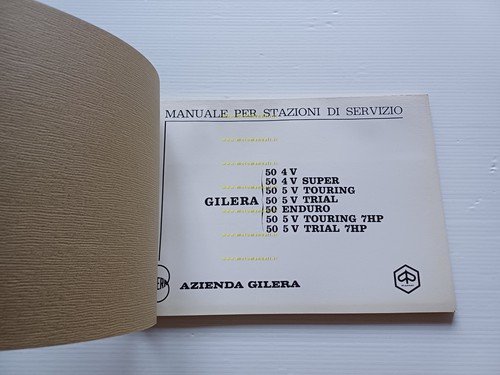 MANUALE PER STAZIONI DI SERVIZIO
50 4 V
50 4 V SUPER
50 5 V TOURING
GILERA 50 5 V TRIAL
50 ENDURO
50 5 V TOURING 7HP
50 5 V TRIAL 7HP
AZIENDA GILERA